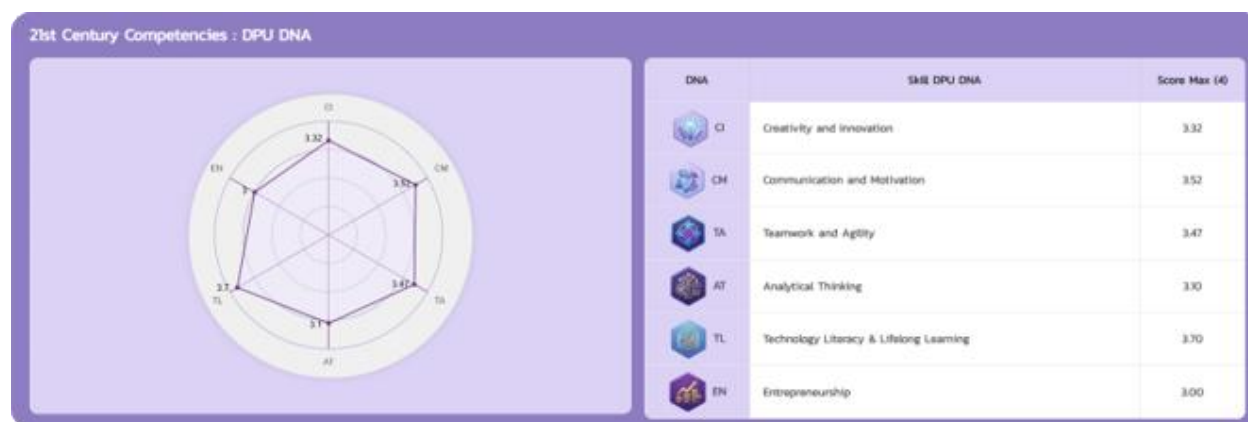 21st Century Competencies : DPU DNA
CI
3.32
CM
3.52
EN
3
TA
3.47
TL
3.7
AT
3.1
DNA Skill DPU DNA Score Max (4)
CI Creativity and Innovation 3.32
CM Communication and Motivation 3.52
TA Teamwork and Agility 3.47
AT Analytical Thinking 3.10
TL Technology Literacy & Lifelong Learning 3.70
EN Entrepreneurship 3.00